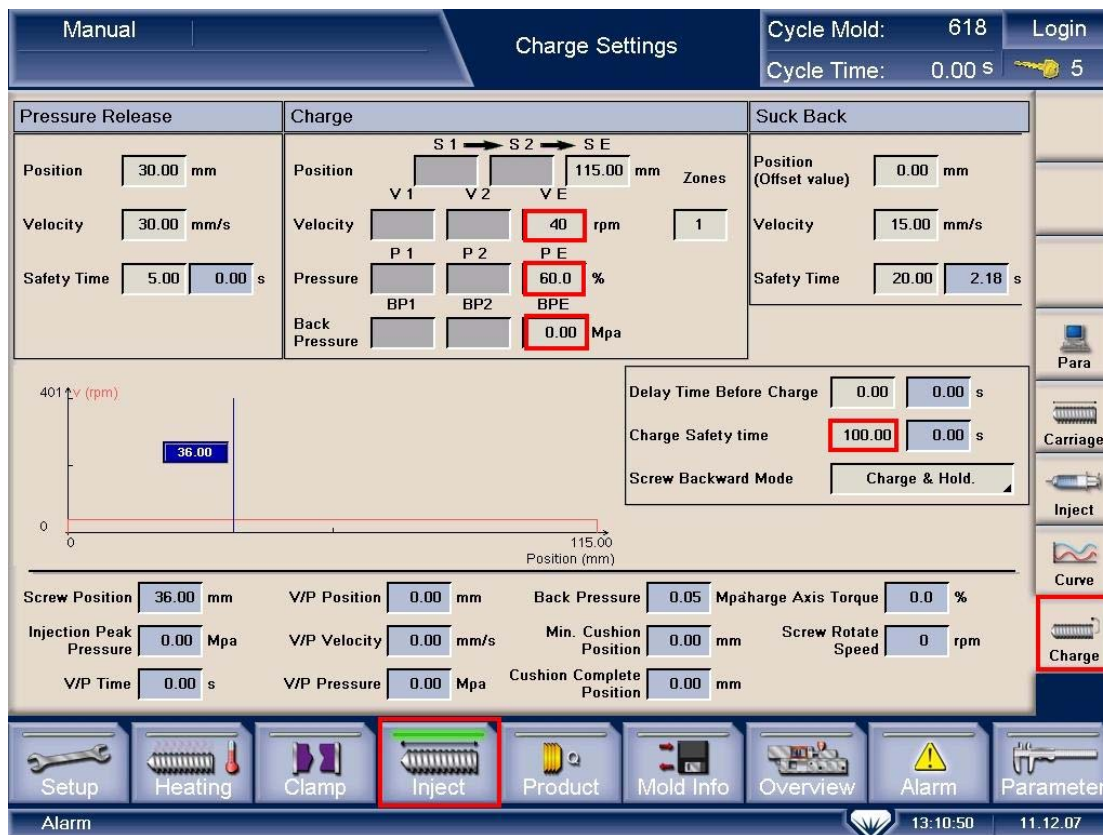 Manual
Charge Settings
Cycle Mold: 618
Login
Cycle Time: 0.00 s
5
Pressure Release
Charge
Suck Back
S 1 S 2 S E
Position 30.00 mm
Position 115.00 mm
Zones
Position
(Offset value) 0.00 mm
V 1 V 2 V E
Velocity 30.00 mm/s
Velocity 40 rpm
1
Velocity 15.00 mm/s
P 1 P 2 P E
Safety Time 5.00 0.00 s
Pressure 60.0 %
Safety Time 20.00 2.18 s
BP1 BP2 BPE
Back
Pressure 0.00 Mpa
Para
401 v (rpm)
36.00
0
0
115.00
Position (mm)
Delay Time Before Charge 0.00 0.00 s
Charge Safety time 100.00 0.00 s
Screw Backward Mode Charge & Hold.
Carriage
Inject
Curve
Charge
Screw Position 36.00 mm
V/P Position 0.00 mm
Back Pressure 0.05 Mpa
harge Axis Torque 0.0 %
Injection Peak
Pressure 0.00 Mpa
V/P Velocity 0.00 mm/s
Min. Cushion
Position 0.00 mm
Screw Rotate
Speed 0 rpm
V/P Time 0.00 s
V/P Pressure 0.00 Mpa
Cushion Complete
Position 0.00 mm
Setup
Heating
Clamp
Inject
Product
Mold Info
Overview
Alarm
Parameter
Alarm
13:10:50
11.12.07